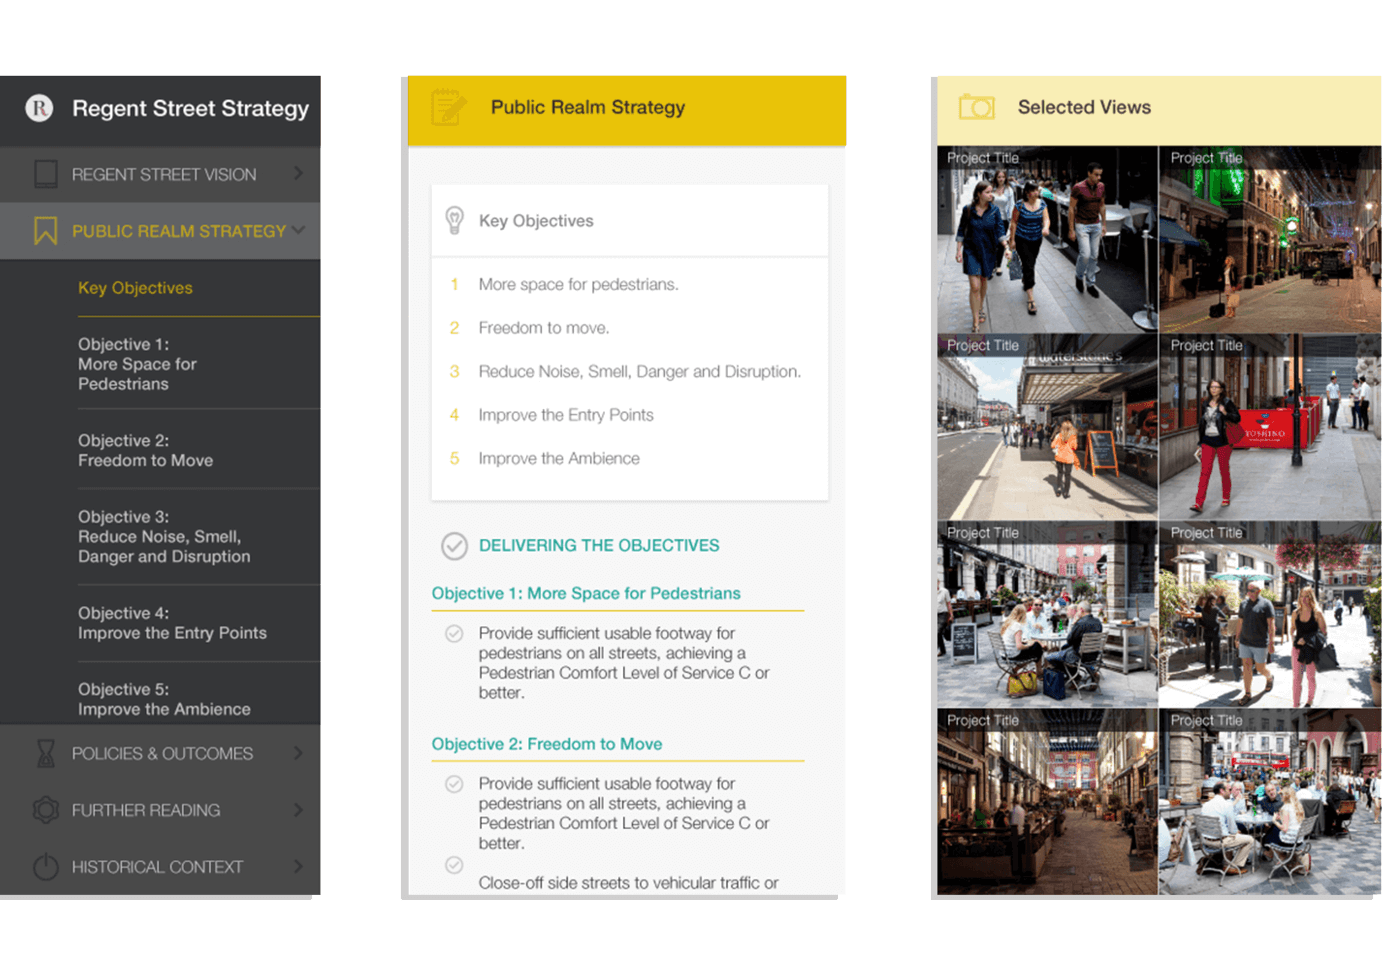 R
Regent Street Strategy
REGENT STREET VISION
PUBLIC REALM STRATEGY
Key Objectives
Objective 1:
More Space for
Pedestrians
Objective 2:
Freedom to Move
Objective 3:
Reduce Noise, Smell,
Danger and Disruption
Objective 4:
Improve the Entry Points
Objective 5:
Improve the Ambience
POLICIES & OUTCOMES
FURTHER READING
HISTORICAL CONTEXT
Public Realm Strategy
Key Objectives
1 More space for pedestrians.
2 Freedom to move.
3 Reduce Noise, Smell, Danger and Disruption.
4 Improve the Entry Points
5 Improve the Ambience
DELIVERING THE OBJECTIVES
Objective 1: More Space for Pedestrians
Provide sufficient usable footway for
pedestrians on all streets, achieving a
Pedestrian Comfort Level of Service C or
better.
Objective 2: Freedom to Move
Provide sufficient usable footway for
pedestrians on all streets, achieving a
Pedestrian Comfort Level of Service C or
better.
Close-off side streets to vehicular traffic or
Selected Views
Project Title
Project Title
Project Title
waterstones
Project Title
YOSHINO
Project Title
Project Title
Project Title
Project Title